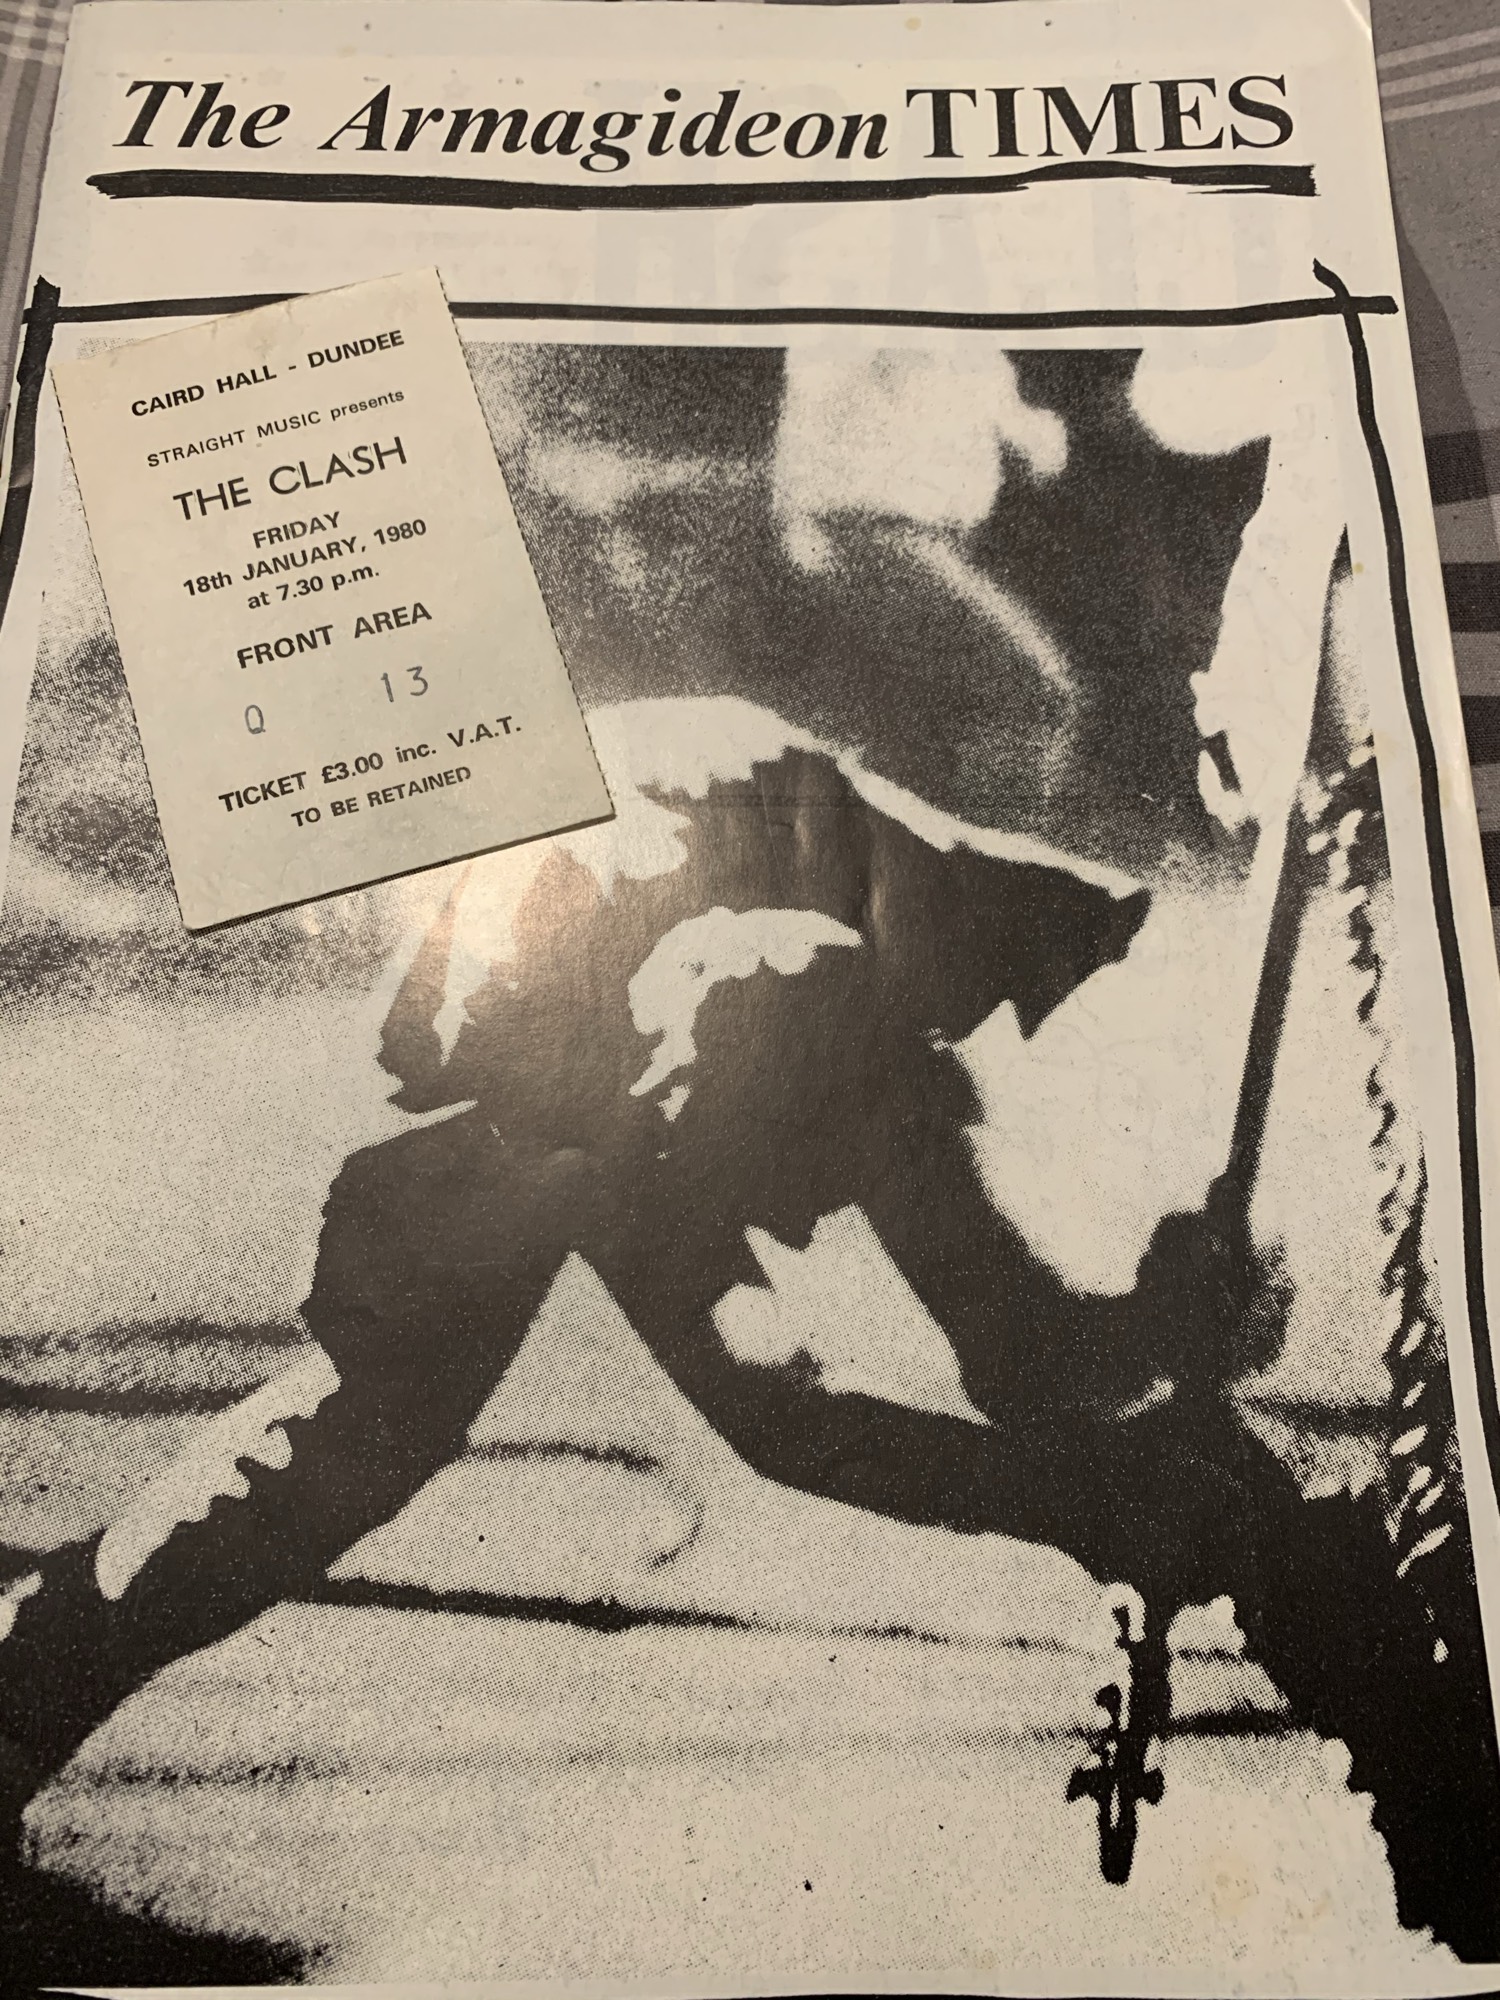 The Armagideon TIMES
CAIRD HALL - DUNDEE
STRAIGHT MUSIC presents
THE CLASH
FRIDAY
18th JANUARY, 1980
at 7.30 p.m.
FRONT AREA
Q 13
TICKET £3.00 inc. V.A.T.
TO BE RETAINED